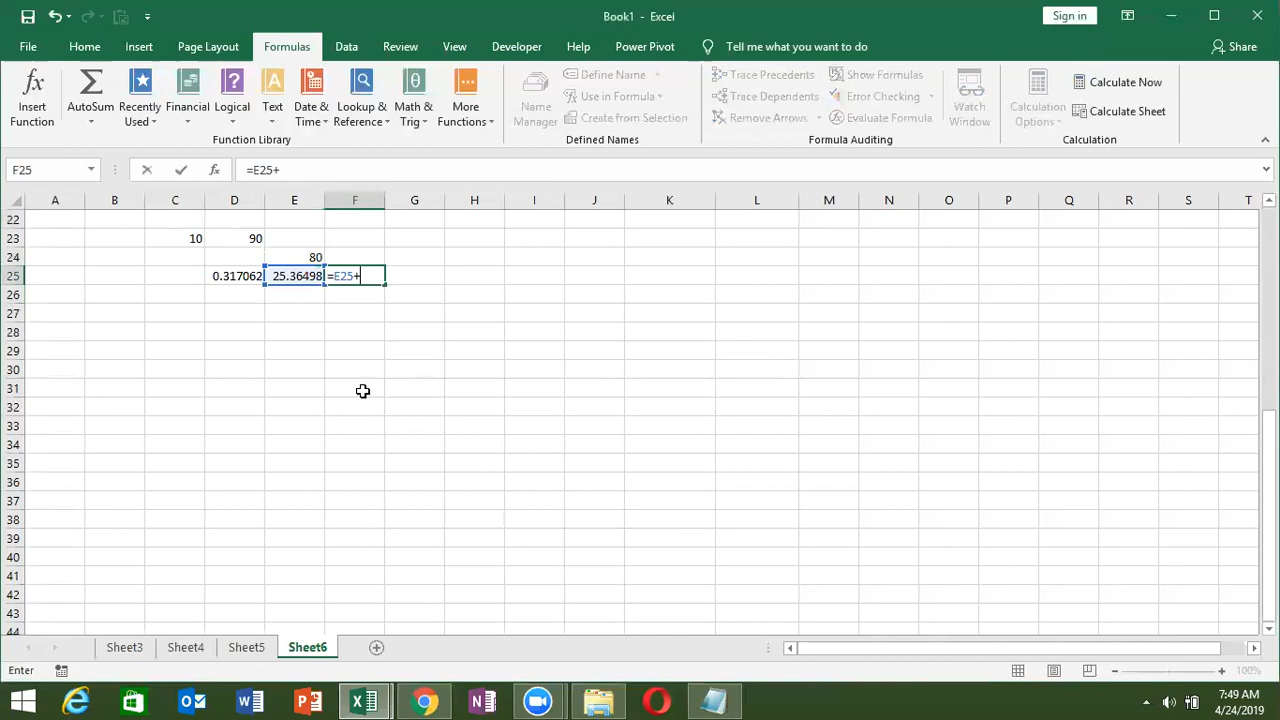 Book1 - Excel
Sign in
File Home Insert Page Layout Formulas Data Review View Developer Help Power Pivot Tell me what you want to do Share
fx Insert Function
Σ AutoSum
Recently Used
Financial
Logical
A Text
Date & Time
Lookup & Reference
θ Math & Trig
More Functions
Function Library
Name Manager
Define Name
Use in Formula
Create from Selection
Defined Names
Trace Precedents
Trace Dependents
Remove Arrows
Show Formulas
Error Checking
Evaluate Formula
Formula Auditing
Watch Window
Calculation Options
Calculate Now
Calculate Sheet
Calculation
F25 fx =E25+
A B C D E F G H I J K L M N O P Q R S T
22
23 10 90
24 80
25 0.317062 25.36498 =E25+
26
27
28
29
30
31
32
33
34
35
36
37
38
39
40
41
42
43
44
Sheet3 Sheet4 Sheet5 Sheet6
Enter 100%
7:49 AM
4/24/2019